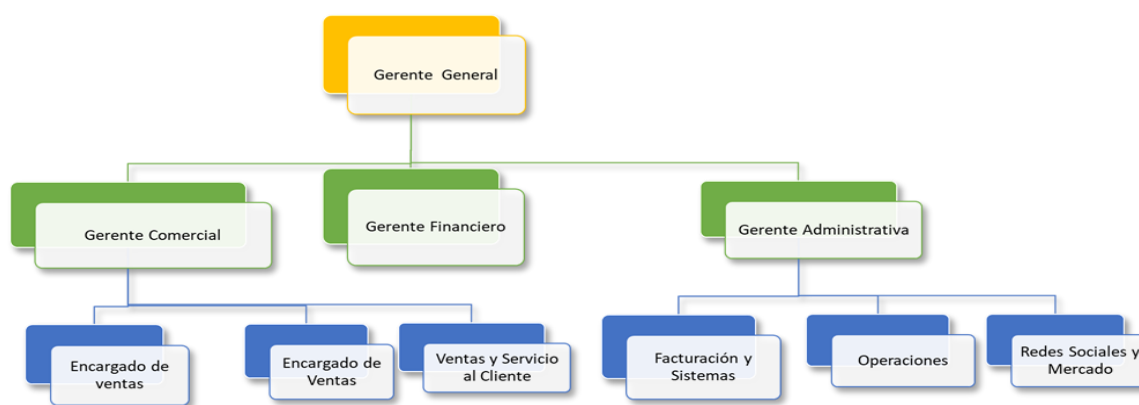 Gerente General
Gerente Comercial
Gerente Financiero
Gerente Administrativa
Encargado de
ventas
Encargado de
Ventas
Ventas y Servicio
al Cliente
Facturación y
Sistemas
Operaciones
Redes Sociales y
Mercado